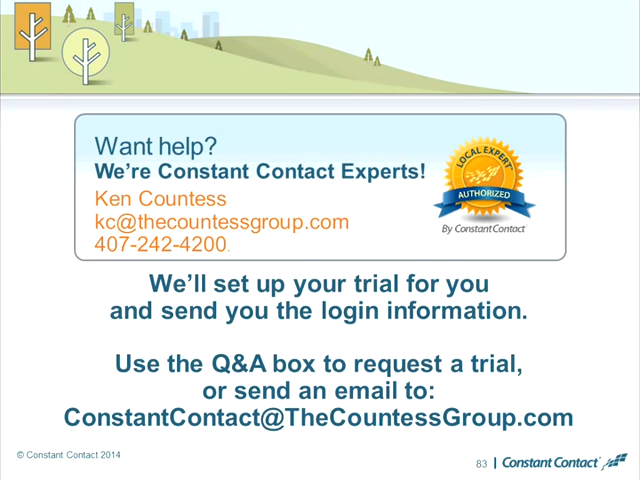 Want help?
We're Constant Contact Experts!
Ken Countess
kc@thecountessgroup.com
407-242-4200.
LOCAL EXPERT
AUTHORIZED
By Constant Contact
We'll set up your trial for you
and send you the login information.
Use the Q&A box to request a trial,
or send an email to:
ConstantContact@TheCountessGroup.com
© Constant Contact 2014
83 | Constant Contact